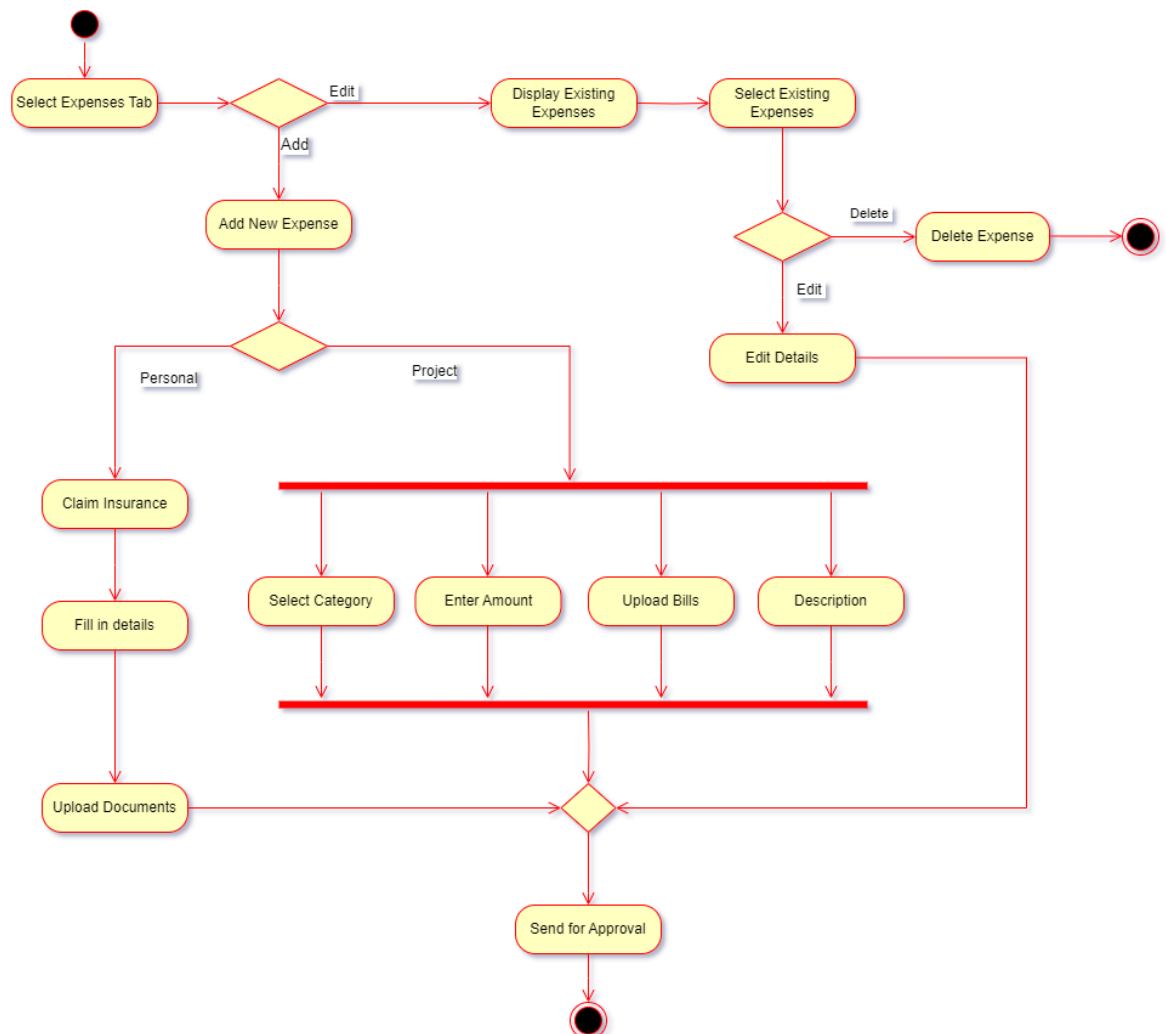 Select Expenses Tab
Edit
Display Existing
Expenses
Select Existing
Expenses
Add
Add New Expense
Delete
Delete Expense
Edit
Edit Details
Personal
Project
Claim Insurance
Select Category
Enter Amount
Upload Bills
Description
Fill in details
Upload Documents
Send for Approval